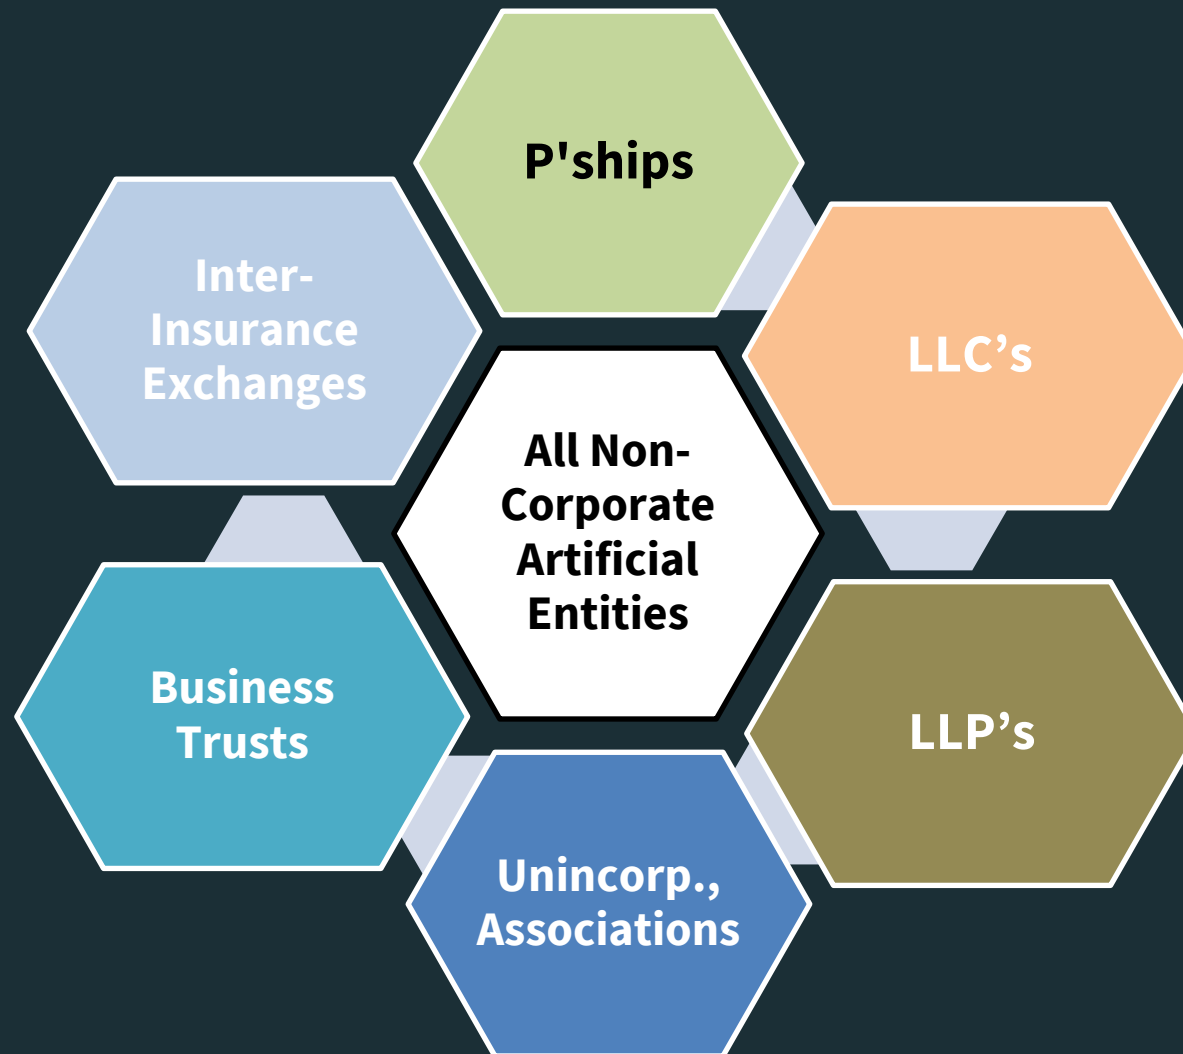 P'ships
Inter-
Insurance
Exchanges
LLC’s
All Non-
Corporate
Artificial
Entities
Business
Trusts
LLP’s
Unincorp.,
Associations